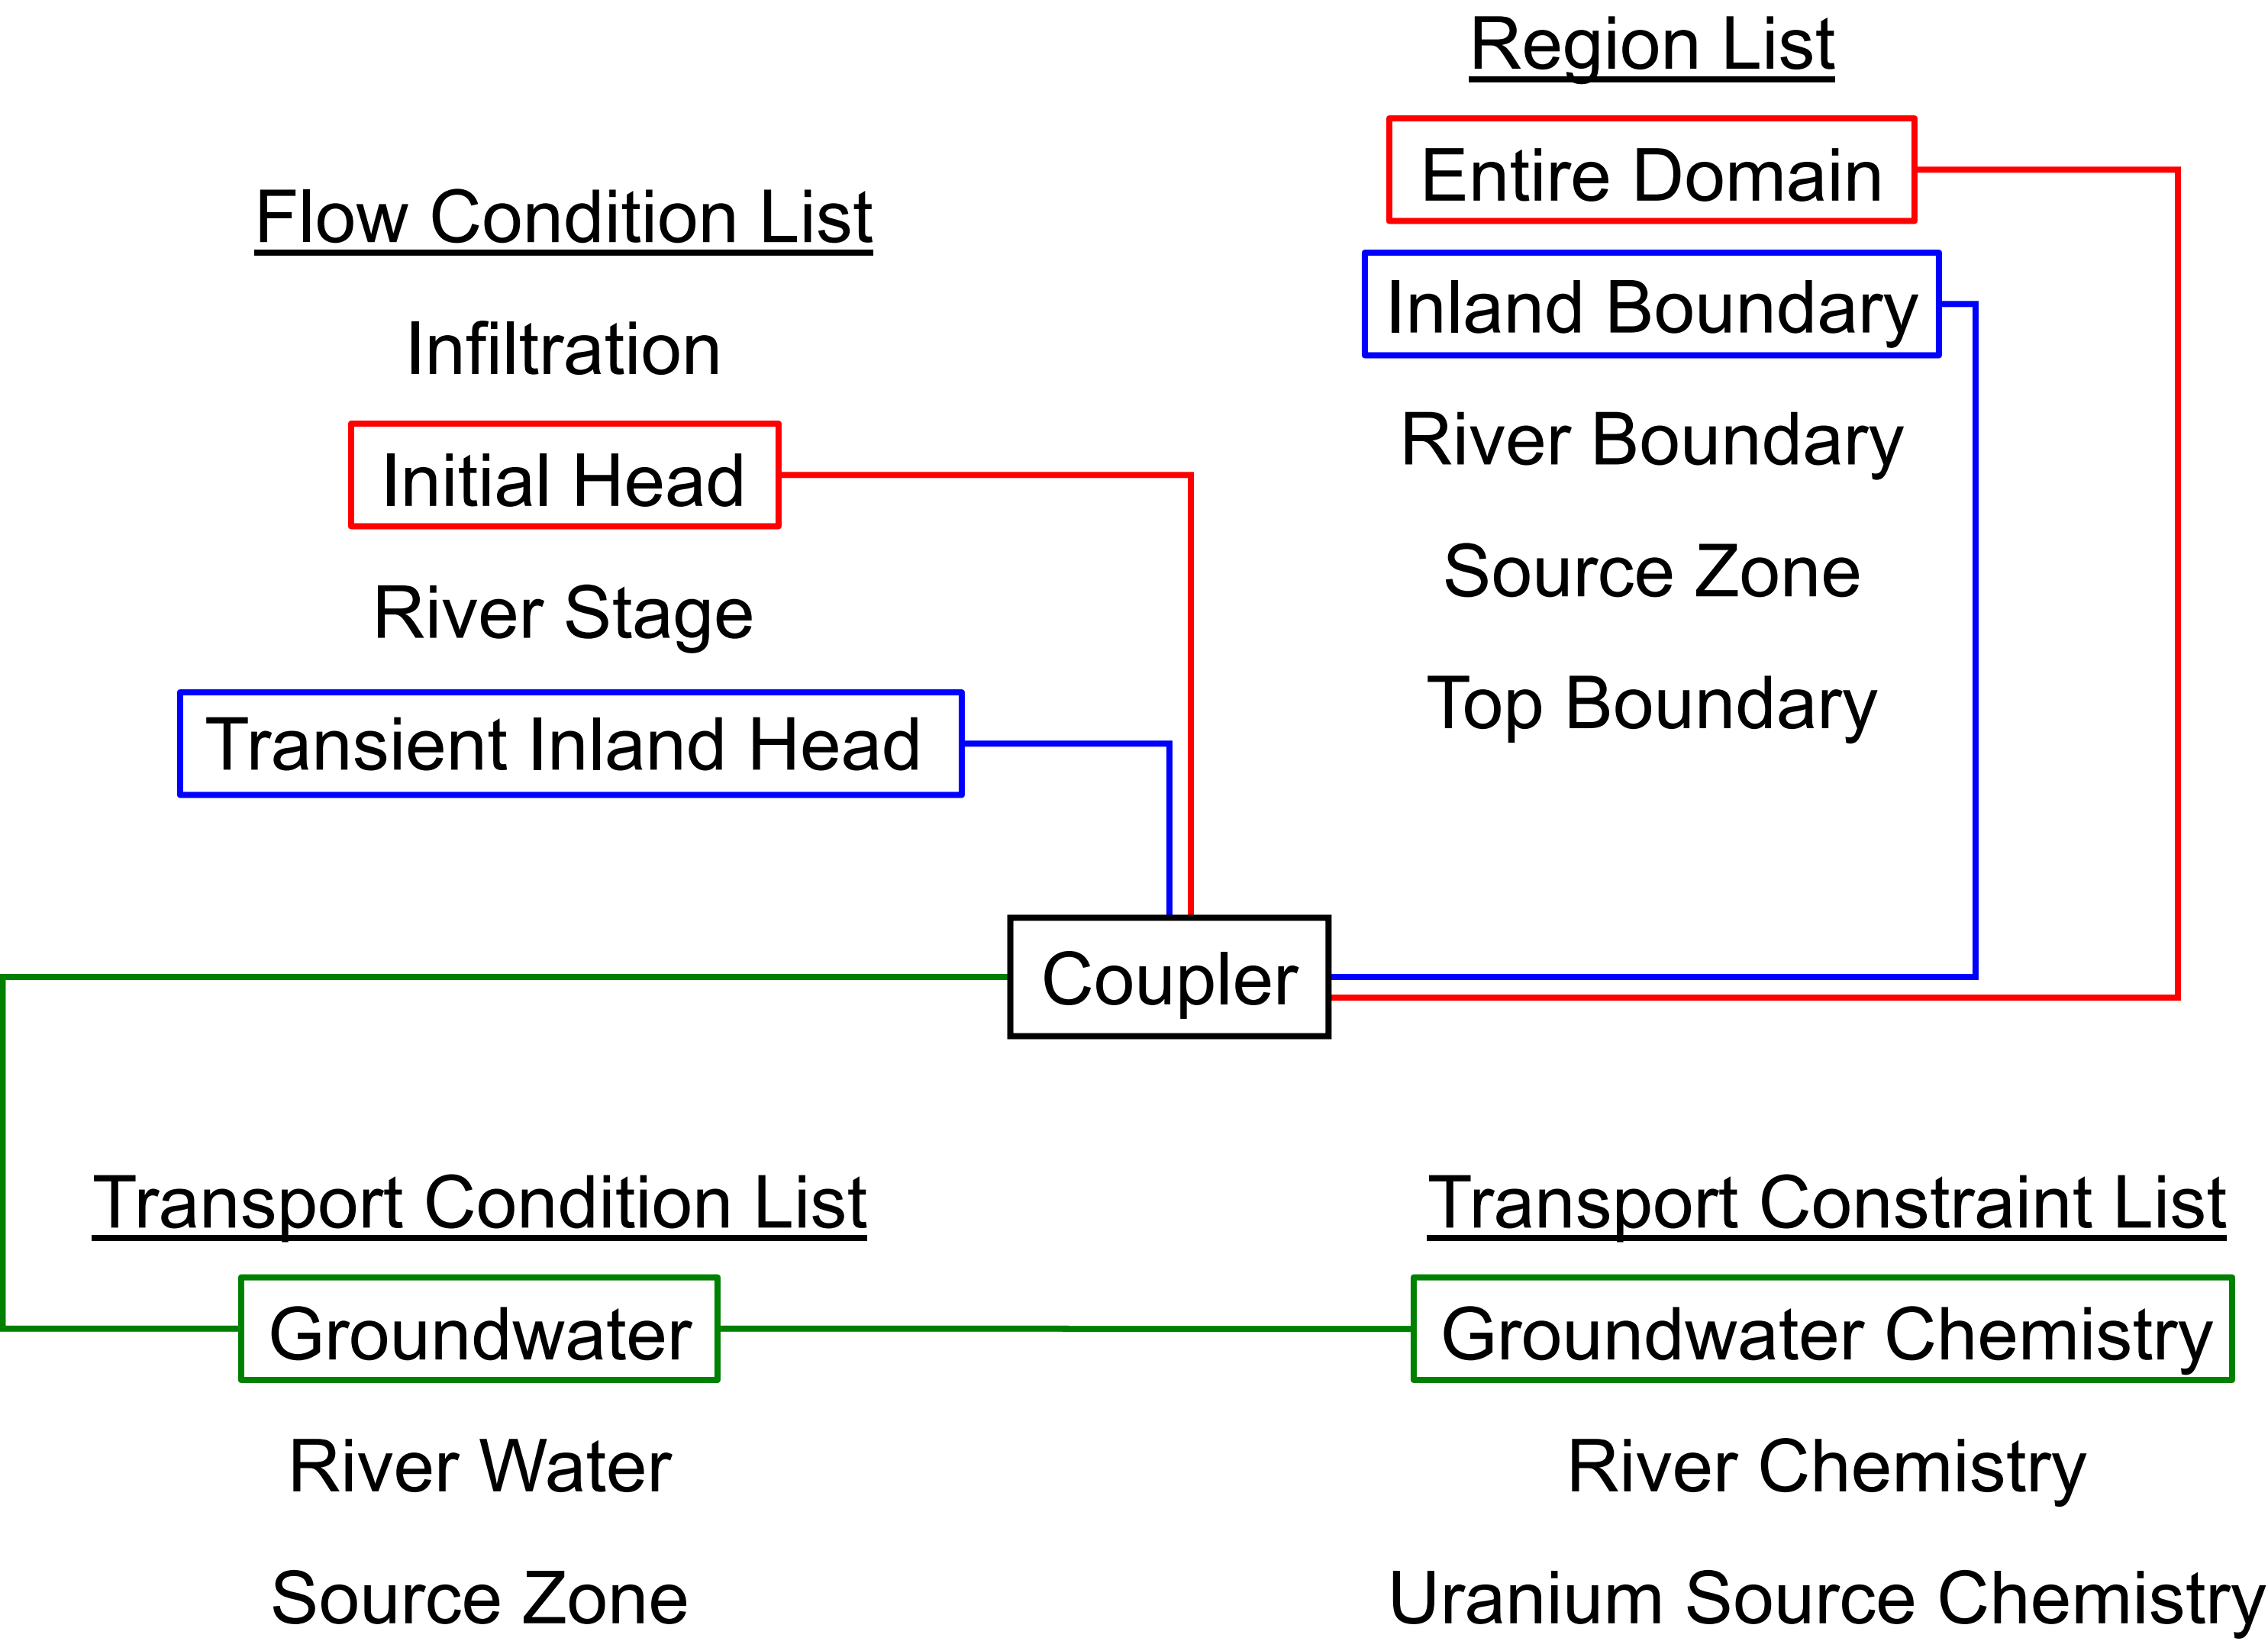 Flow Condition List
Infiltration
Initial Head
River Stage
Transient Inland Head
Region List
Entire Domain
Inland Boundary
River Boundary
Source Zone
Top Boundary
Coupler
Transport Condition List
Groundwater
River Water
Source Zone
Transport Constraint List
Groundwater Chemistry
River Chemistry
Uranium Source Chemistry